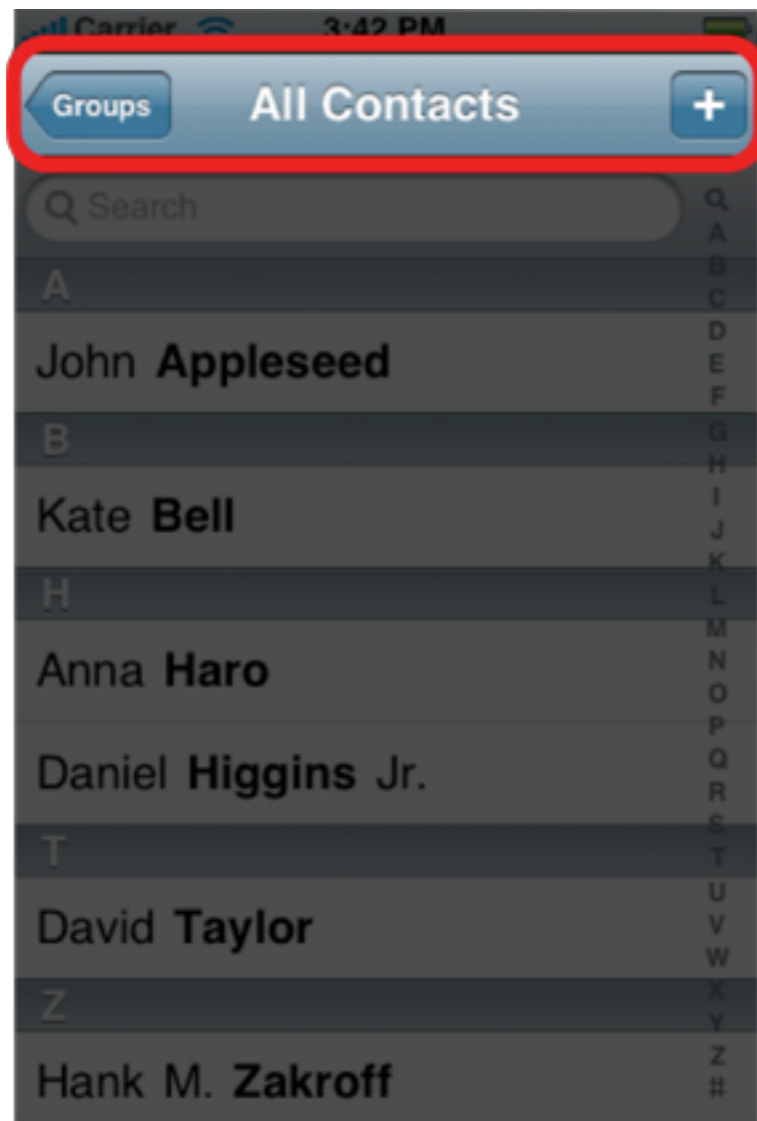 Carrier 3:42 PM
Groups All Contacts +
Search
A
John Appleseed
B
Kate Bell
H
Anna Haro
Daniel Higgins Jr.
T
David Taylor
Z
Hank M. Zakroff
A
B
C
D
E
F
G
H
I
J
K
L
M
N
O
P
Q
R
S
T
U
V
W
X
Y
Z
#